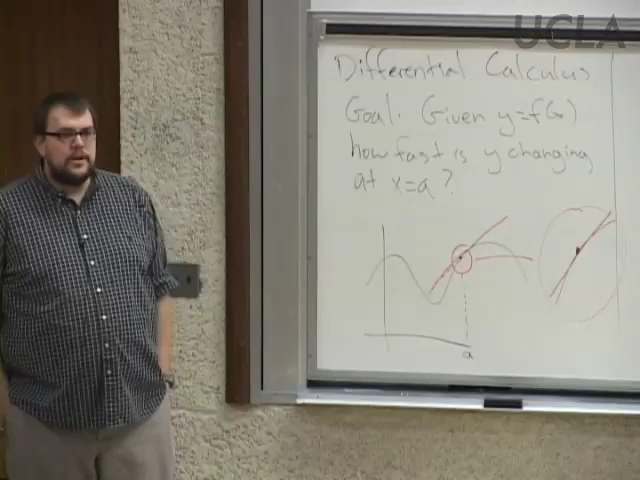 UCLA
Differential Calculus
Goal. Given y=f(x)
how fast is y changing
at x=a?
a